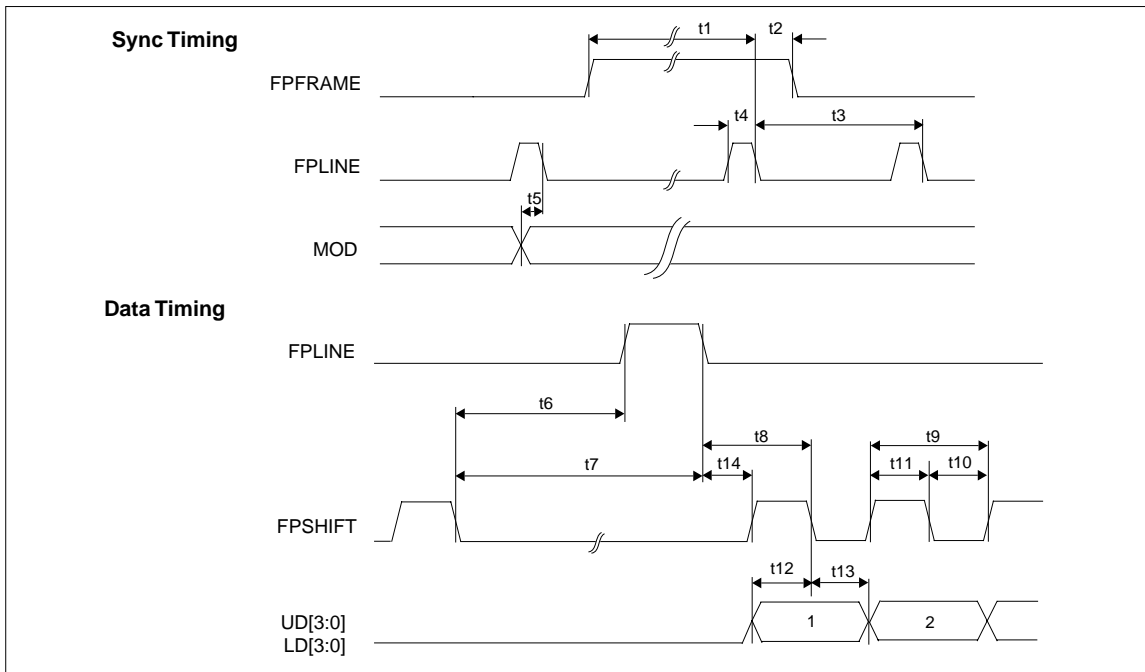 Sync Timing
t1
t2
FPFRAME
t4
t3
FPLINE
t5
MOD
Data Timing
FPLINE
t6
t8
t9
t7
t14
t11
t10
FPSHIFT
t12
t13
UD[3:0]
LD[3:0]
1
2